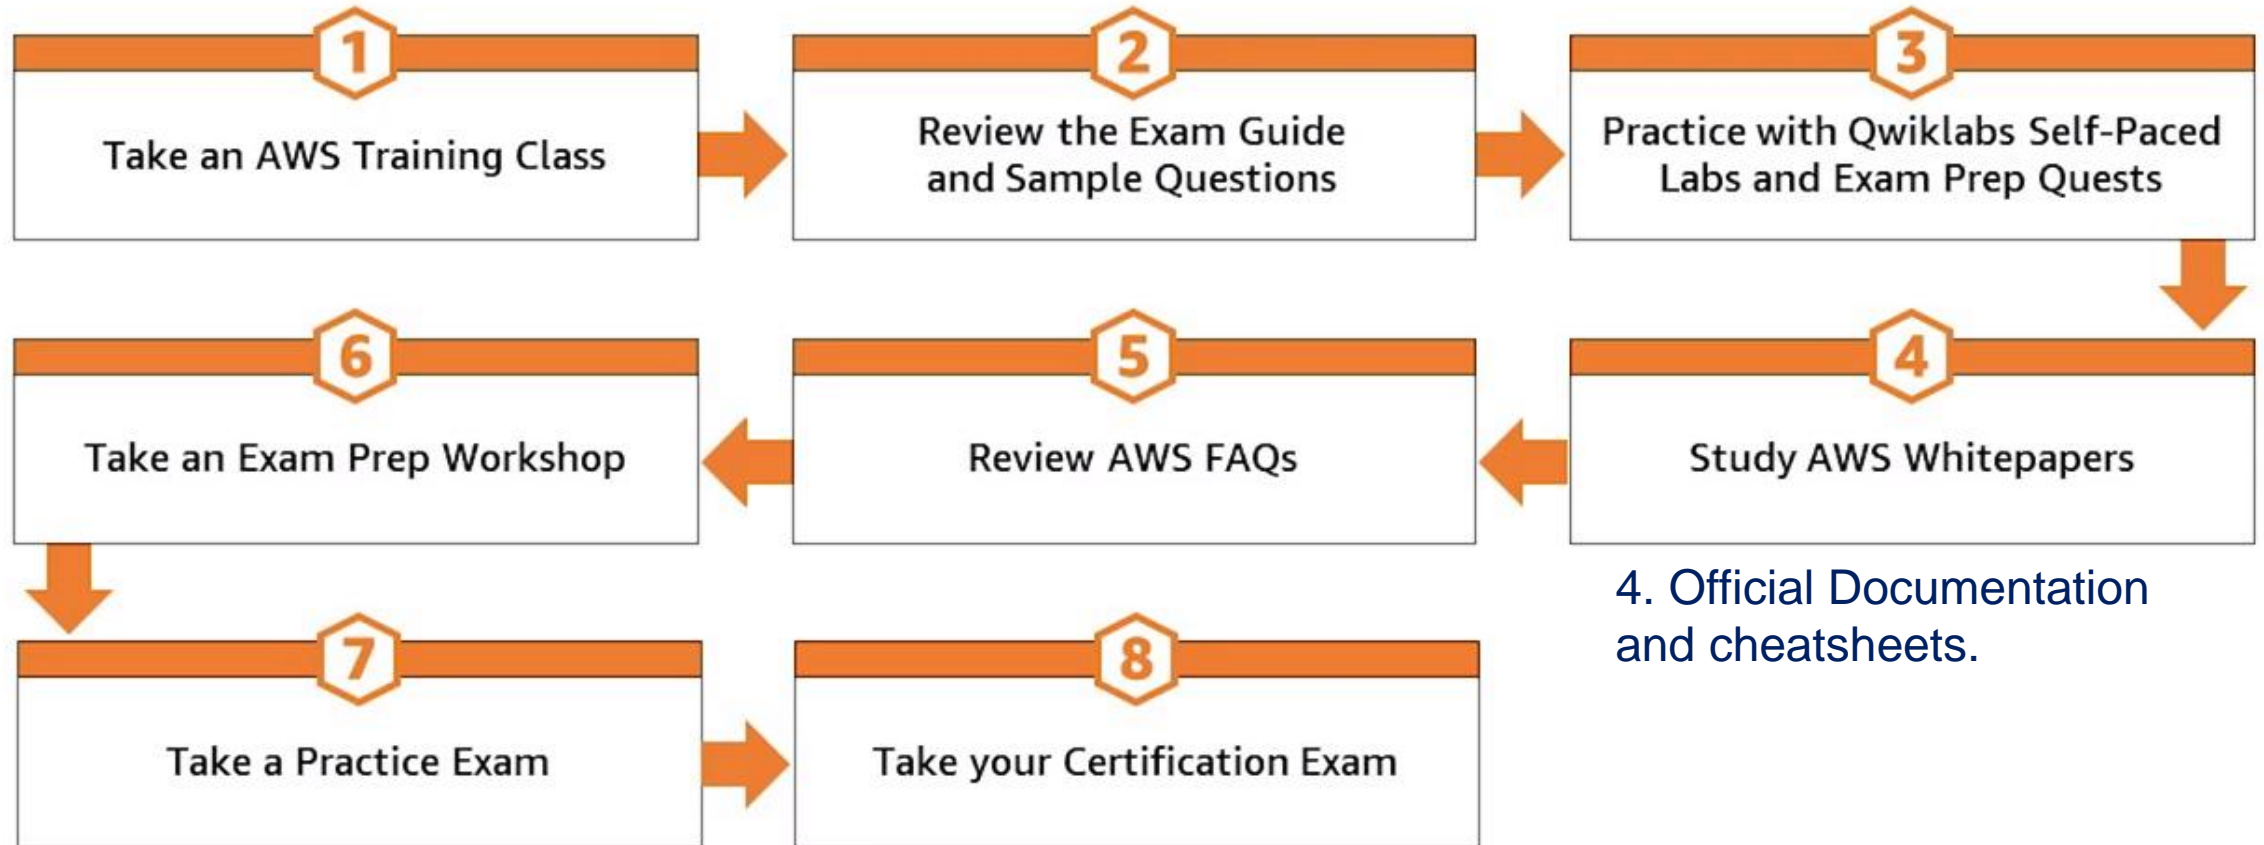 1
Take an AWS Training Class
2
Review the Exam Guide
and Sample Questions
3
Practice with Qwiklabs Self-Paced
Labs and Exam Prep Quests
4
Study AWS Whitepapers
4. Official Documentation
and cheatsheets.
5
Review AWS FAQs
6
Take an Exam Prep Workshop
7
Take a Practice Exam
8
Take your Certification Exam